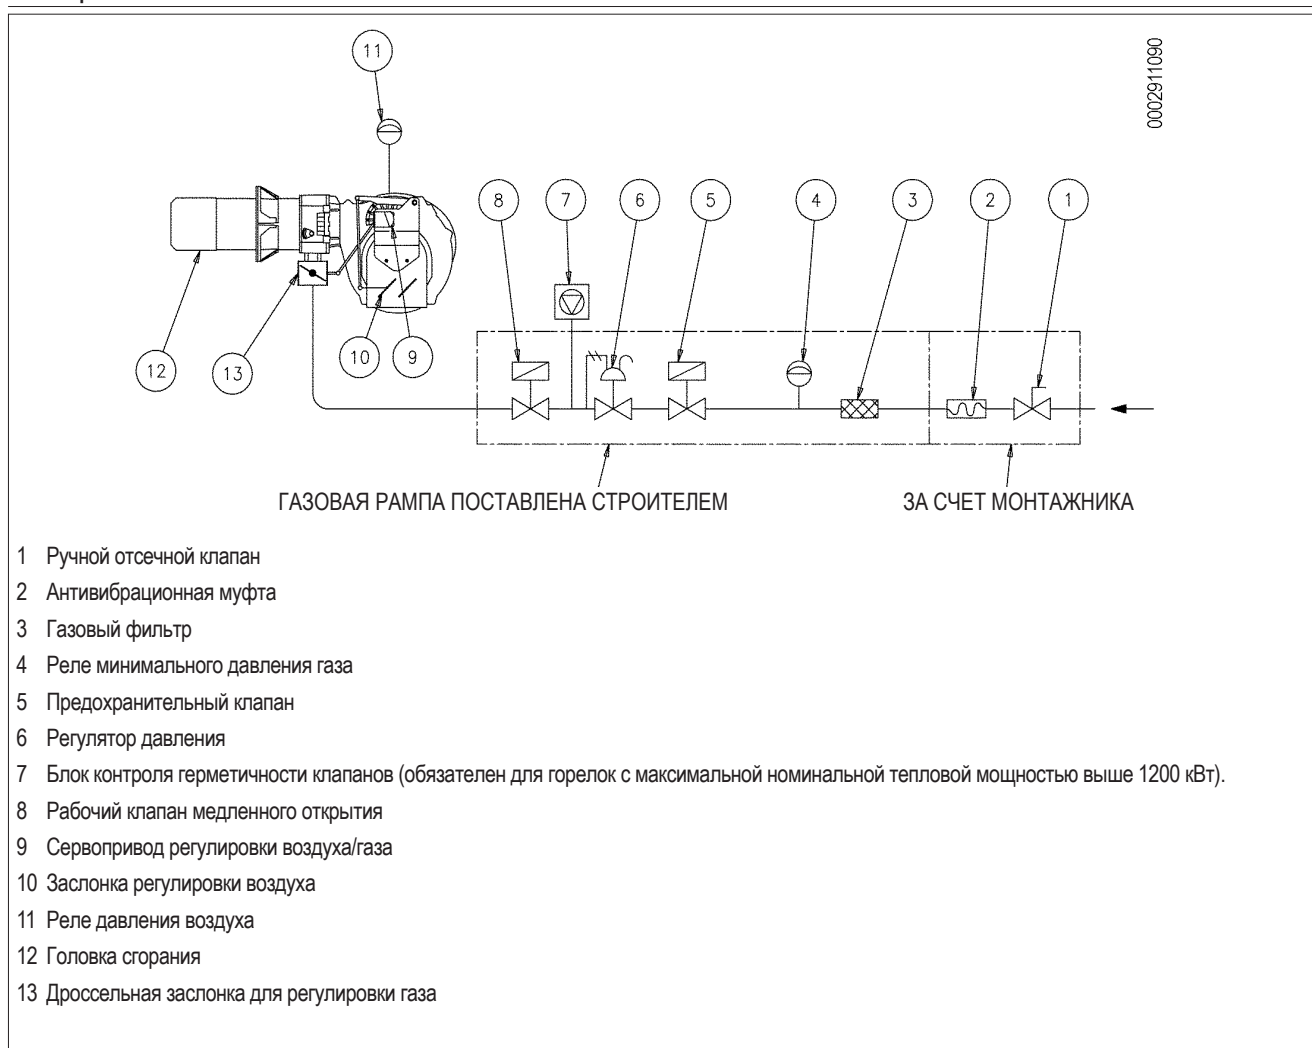 0002911090
11
8
7
6
5
4
3
2
1
12
13
10
9
ГАЗОВАЯ РАМПА ПОСТАВЛЕНА СТРОИТЕЛЕМ
ЗА СЧЕТ МОНТАЖНИКА
1 Ручной отсечной клапан
2 Антивибрационная муфта
3 Газовый фильтр
4 Реле минимального давления газа
5 Предохранительный клапан
6 Регулятор давления
7 Блок контроля герметичности клапанов (обязателен для горелок с максимальной номинальной тепловой мощностью выше 1200 кВт).
8 Рабочий клапан медленного открытия
9 Сервопривод регулировки воздуха/газа
10 Заслонка регулировки воздуха
11 Реле давления воздуха
12 Головка сгорания
13 Дроссельная заслонка для регулировки газа